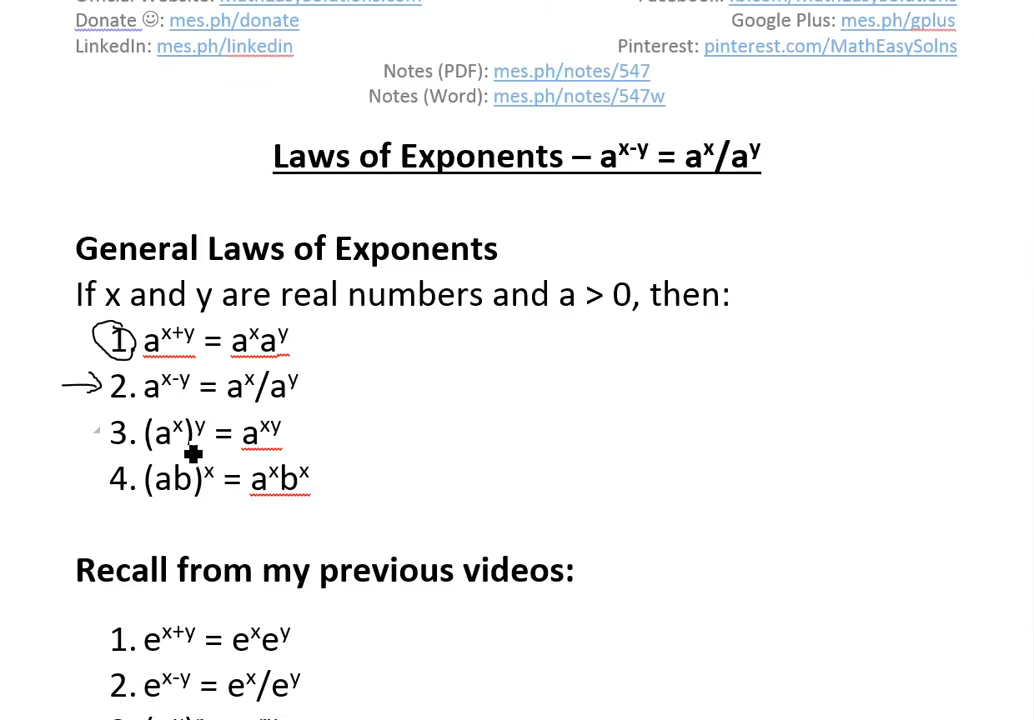 Donate ☺: mes.ph/donate
Google Plus: mes.ph/gplus
LinkedIn: mes.ph/linkedin
Pinterest: pinterest.com/MathEasySolns
Notes (PDF): mes.ph/notes/547
Notes (Word): mes.ph/notes/547w
Laws of Exponents – aˣ⁻ʸ = aˣ/aʸ
General Laws of Exponents
If x and y are real numbers and a > 0, then:
1. aˣ⁺ʸ = aˣaʸ
2. aˣ⁻ʸ = aˣ/aʸ
3. (aˣ)ʸ = aˣʸ
4. (ab)ˣ = aˣbˣ
Recall from my previous videos:
1. eˣ⁺ʸ = eˣeʸ
2. eˣ⁻ʸ = eˣ/eʸ